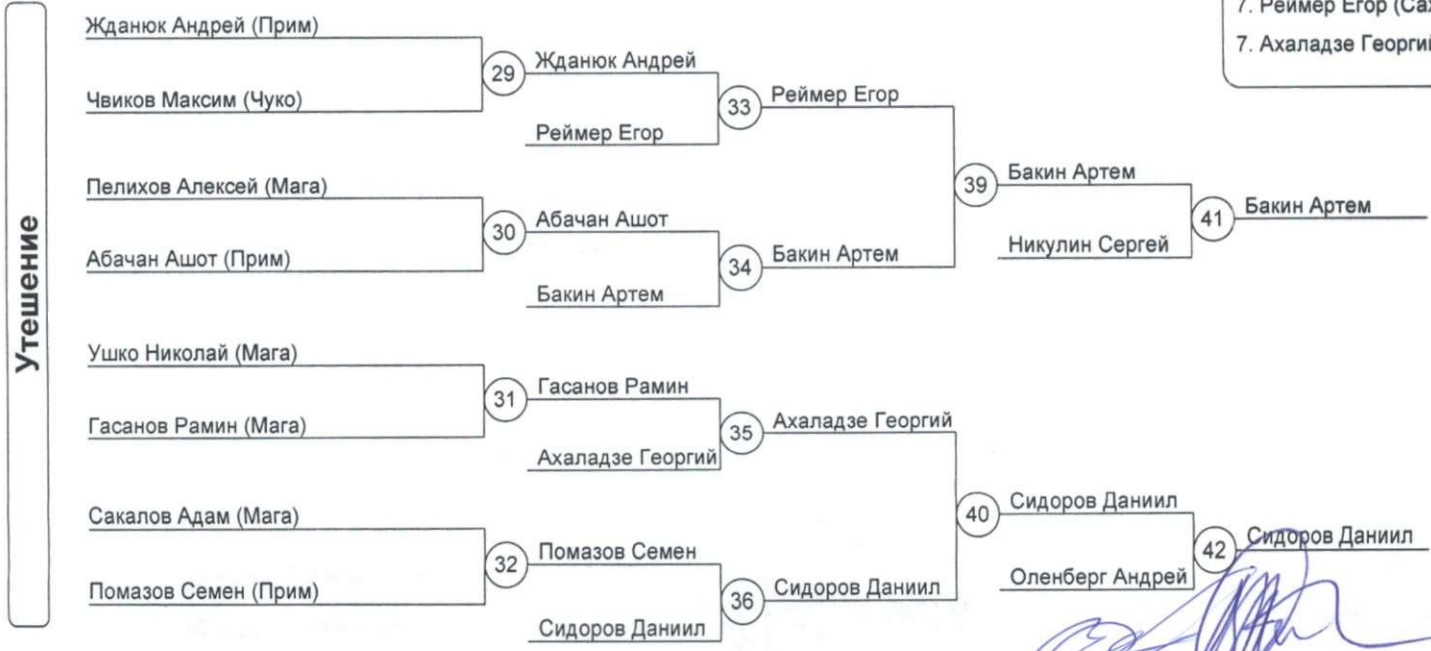 7. Реймер Егор
7. Ахаладзе Георгий
Утешение
Жданюк Андрей (Прим)
Чвиков Максим (Чуко)
29
Жданюк Андрей
Реймер Егор
33
Реймер Егор
Пелихов Алексей (Мага)
Абачан Ашот (Прим)
30
Абачан Ашот
Бакин Артем
34
Бакин Артем
39
Бакин Артем
Никулин Сергей
41
Бакин Артем
Ушко Николай (Мага)
Гасанов Рамин (Мага)
31
Гасанов Рамин
Ахаладзе Георгий
35
Ахаладзе Георгий
Сакалов Адам (Мага)
Помазов Семен (Прим)
32
Помазов Семен
Сидоров Даниил
36
Сидоров Даниил
40
Сидоров Даниил
Оленберг Андрей
42
Сидоров Даниил